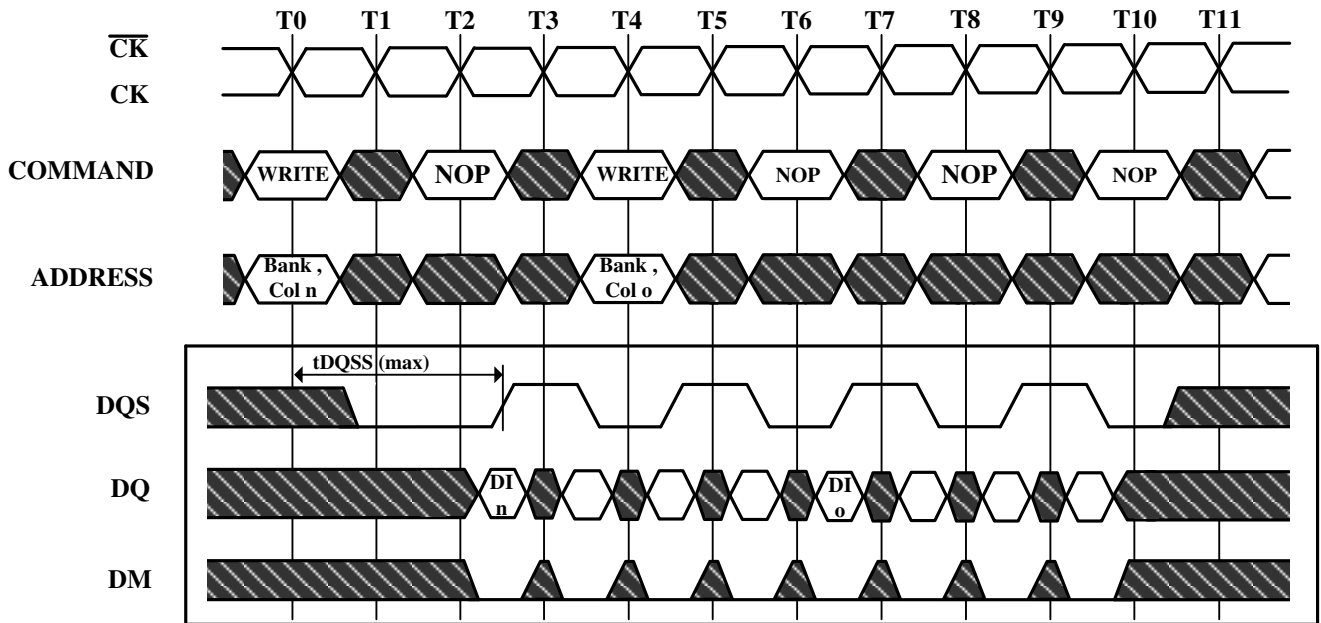 T0 T1 T2 T3 T4 T5 T6 T7 T8 T9 T10 T11
CK
CK
COMMAND WRITE NOP WRITE NOP NOP NOP
ADDRESS Bank , Bank ,
Col n Col o
tDQSS (max)
DQS
DQ DI DI
n o
DM